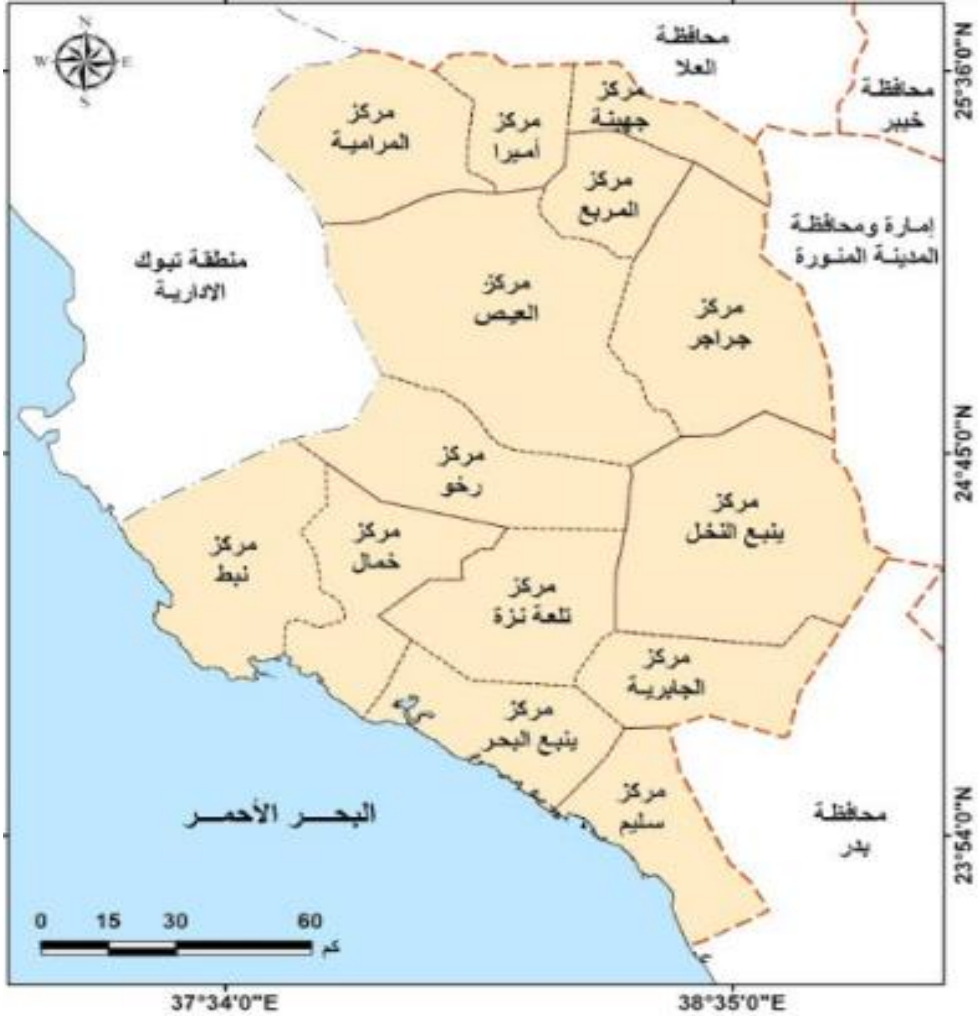 N
W E
S
محافظة
العلا
محافظة
خيبر
25°36'0"N
مركز
المرامية
مركز
أميرا
مركز
جهينة
مركز
المربع
إمارة ومحافظة
المدينة المنورة
منطقة تبوك
الادارية
مركز
العيص
مركز
جراجر
24°45'0"N
مركز
رخو
مركز
ينبع النخل
مركز
نبط
مركز
خمال
مركز
تلعة نزة
مركز
الجابرية
مركز
ينبع البحر
مركز
سليم
محافظة
بدر
23°54'0"N
البحـــر الأحمـــر
0 15 30 60
كم
37°34'0"E
38°35'0"E